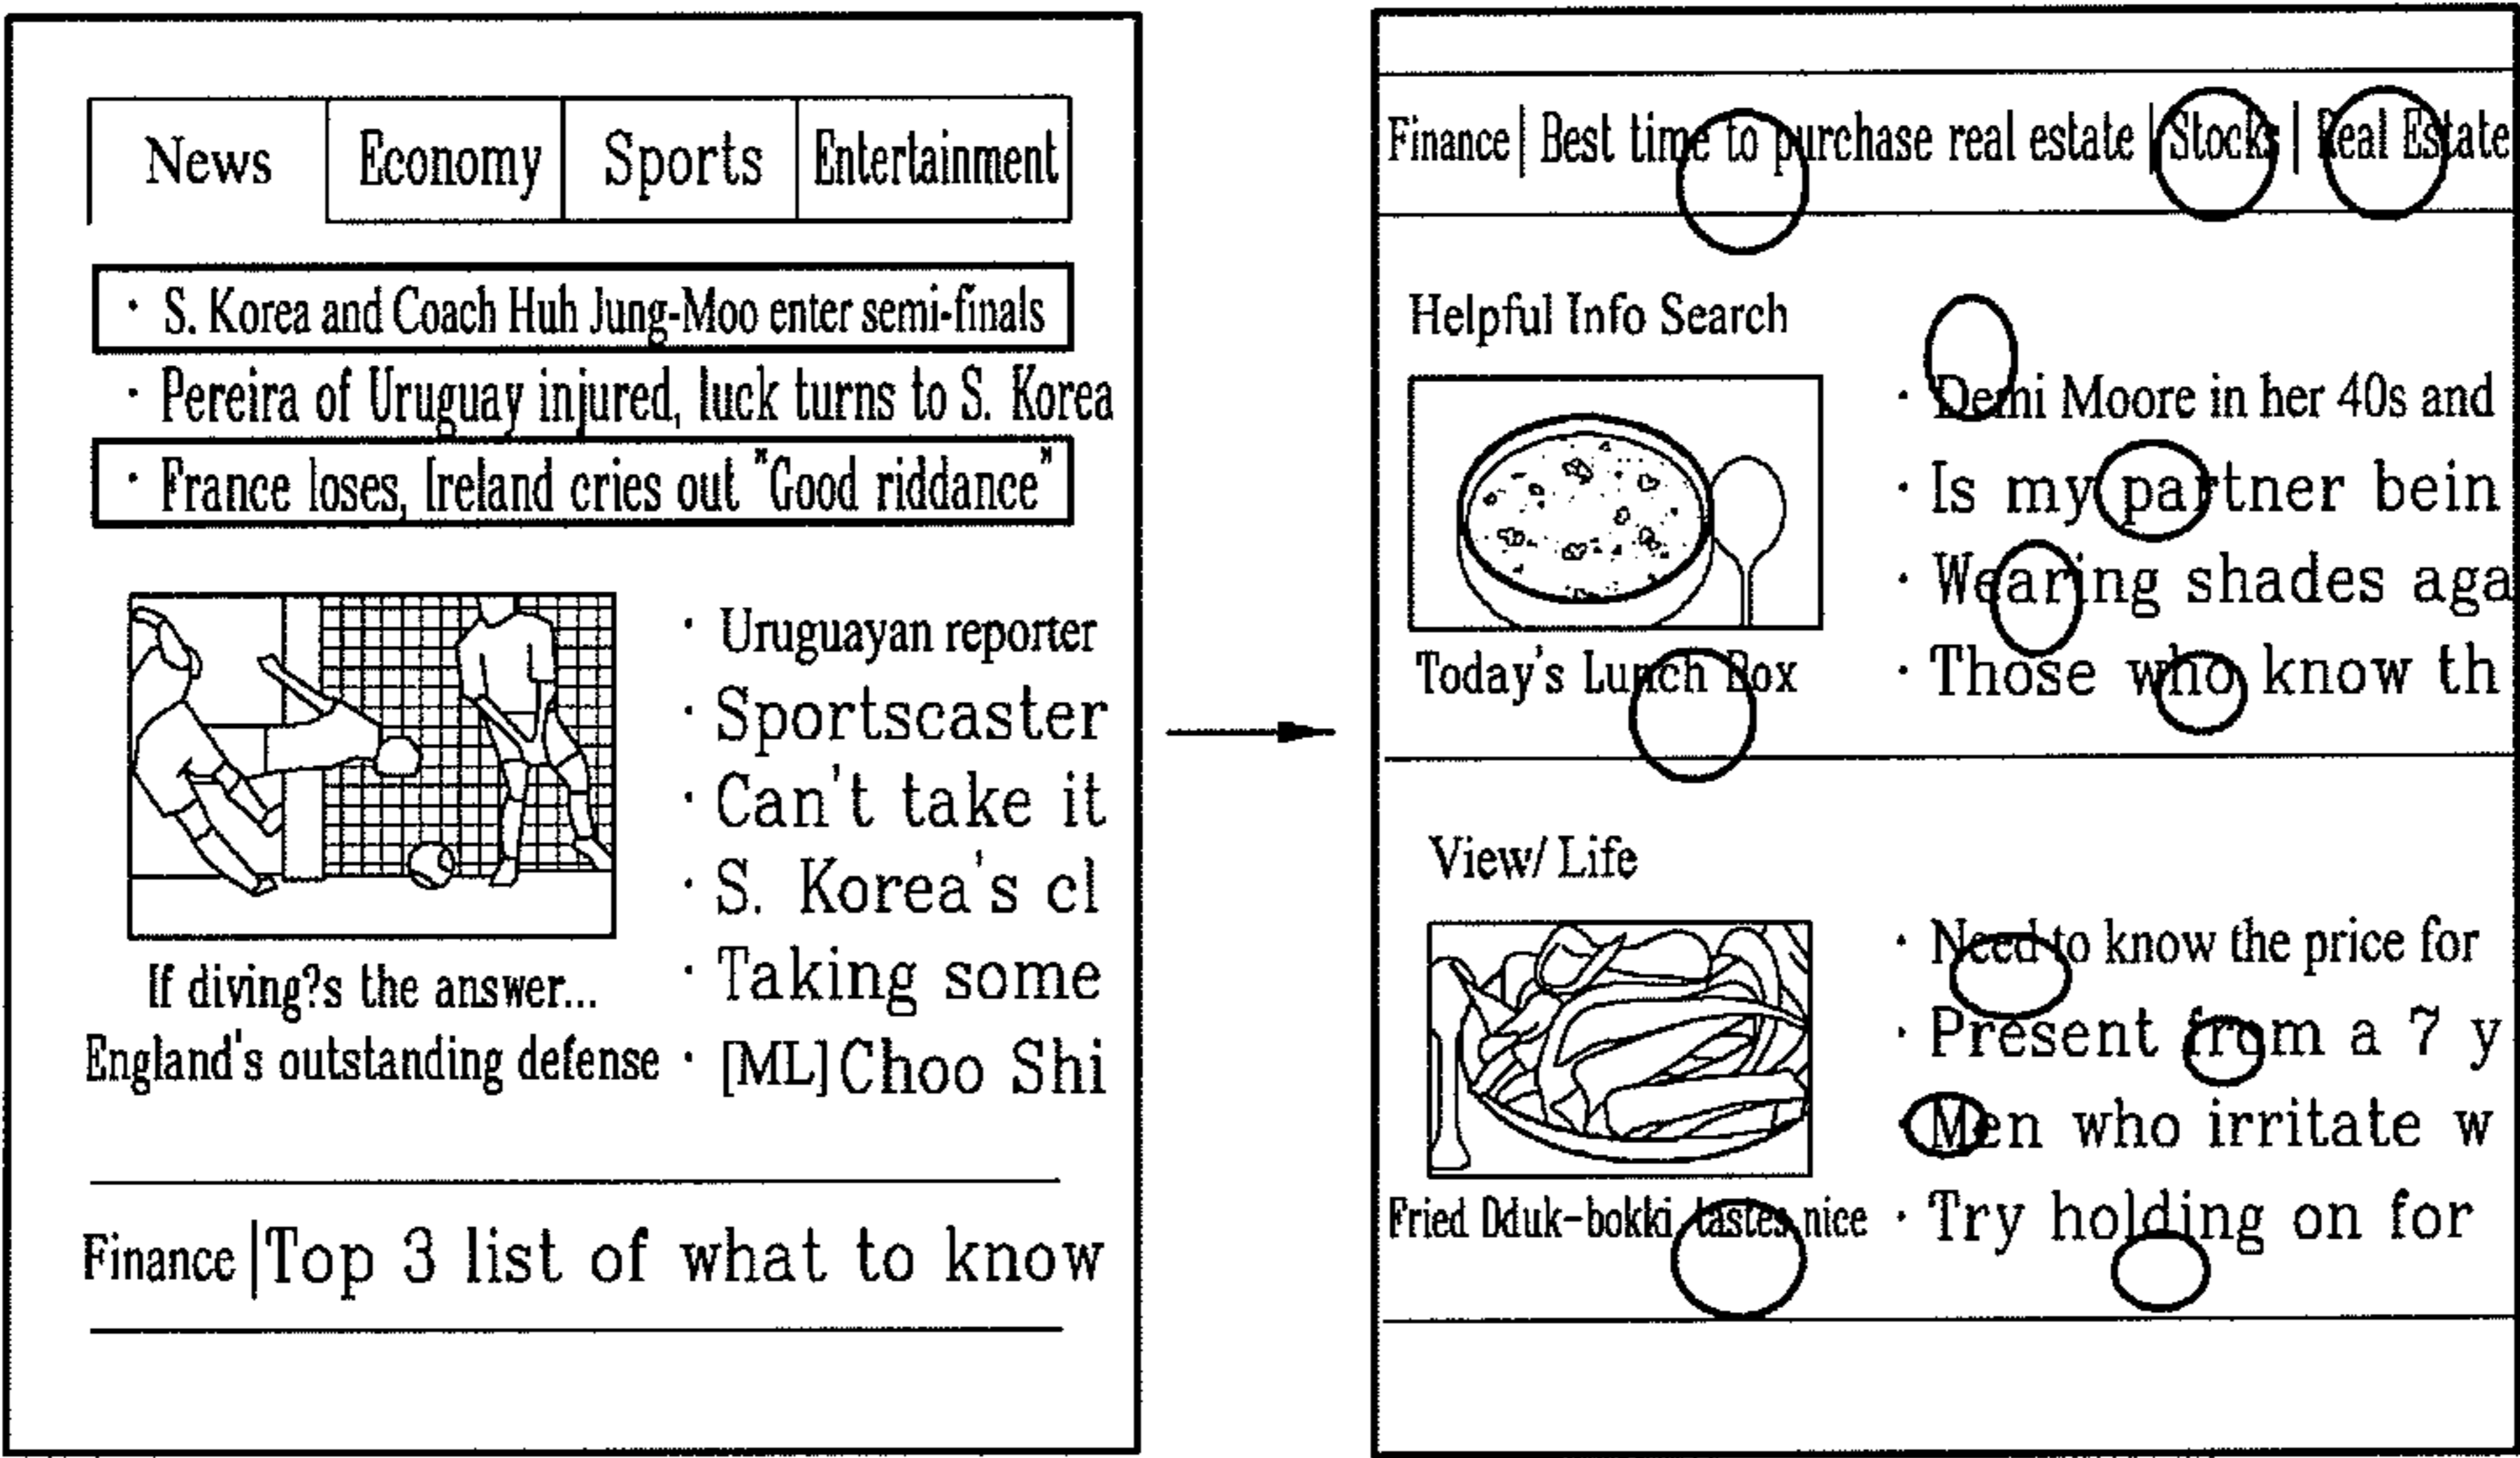 News Economy Sports Entertainment
· S. Korea and Coach Huh Jung-Moo enter semi-finals
· Pereira of Uruguay injured, luck turns to S. Korea
· France loses, Ireland cries out "Good riddance"
· Uruguayan reporter
· Sportscaster
· Can't take it
· S. Korea's cl
· Taking some
· [ML]Choo Shi
If diving?s the answer...
England's outstanding defense
Finance|Top 3 list of what to know
Finance|Best time to purchase real estate|Stocks|Real Estate
Helpful Info Search
Today's Lunch Box
· Demi Moore in her 40s and
· Is my partner bein
· Wearing shades aga
· Those who know th
View/ Life
Fried Dduk-bokki tastes nice
· Need to know the price for
· Present from a 7 y
· Men who irritate w
· Try holding on for